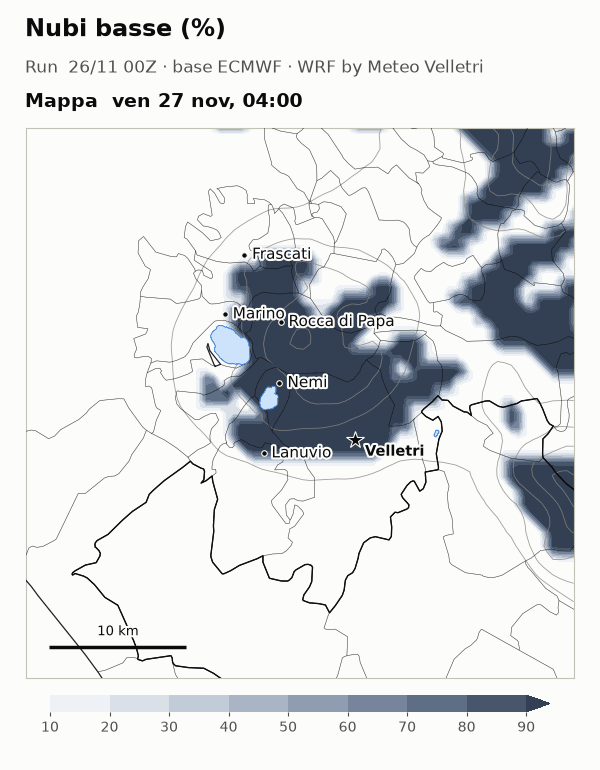 Nubi basse (%)
Run  26/11 00Z · base ECMWF · WRF by Meteo Velletri
Mappa  ven 27 nov, 04:00
Frascati
Marino
Rocca di Papa
Nemi
Velletri
Lanuvio
10 km
10 20 30 40 50 60 70 80 90